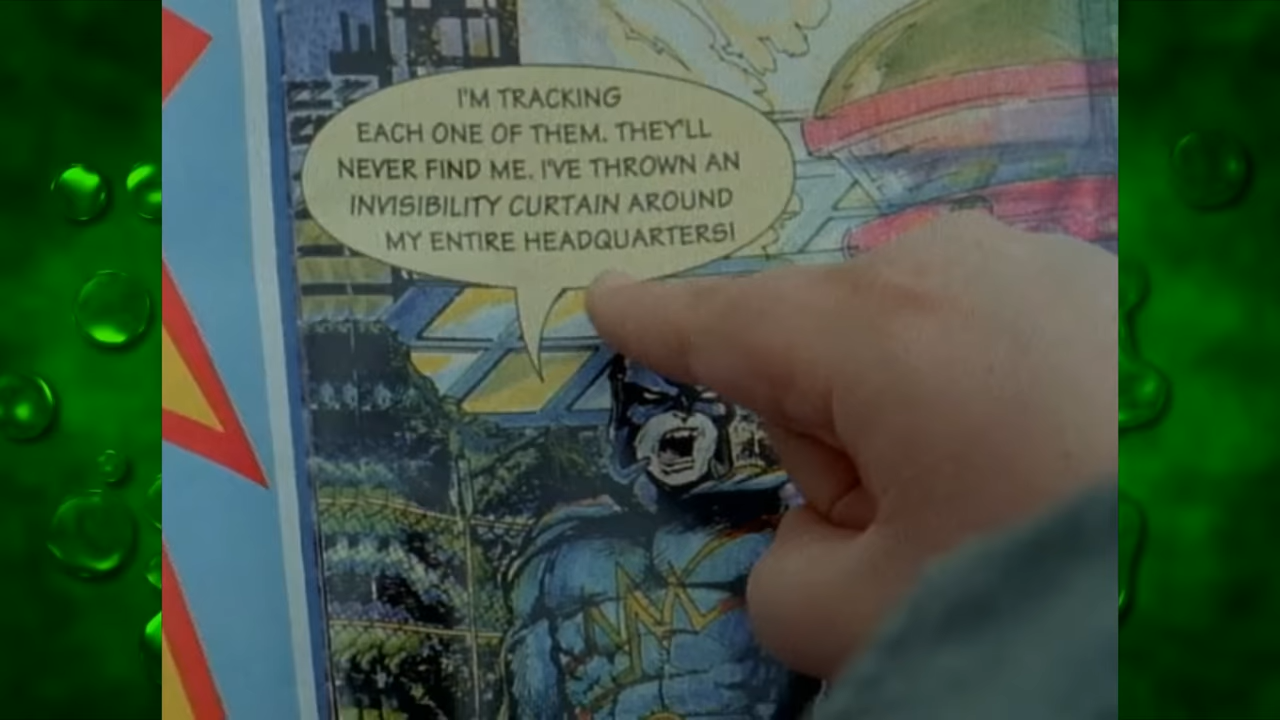 I'M TRACKING
EACH ONE OF THEM. THEY'LL
NEVER FIND ME. I'VE THROWN AN
INVISIBILITY CURTAIN AROUND
MY ENTIRE HEADQUARTERS!